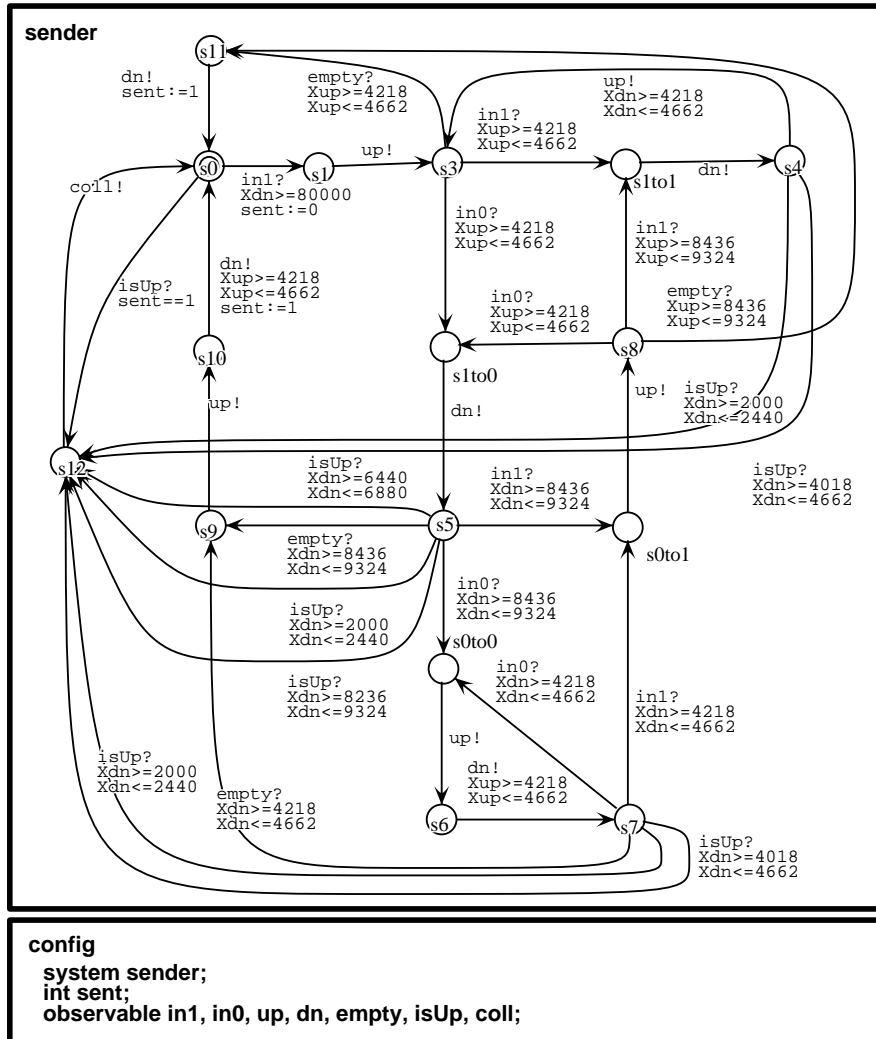 sender
s11
dn!
sent:=1
empty?
Xup>=4218
Xup<=4662
up!
Xdn>=4218
Xdn<=4662
in1?
Xup>=4218
Xup<=4662
s0
s1
up!
s3
s1to1
dn!
s4
coll!
in1?
Xdn>=80000
sent:=0
in0?
Xup>=4218
Xup<=4662
in1?
Xup>=8436
Xup<=9324
isUp?
sent==1
dn!
Xup>=4218
Xup<=4662
sent:=1
in0?
Xup>=4218
Xup<=4662
empty?
Xup>=8436
Xup<=9324
s10
s1to0
s8
up!
dn!
up!
isUp?
Xdn>=2000
Xdn<=2440
s12
isUp?
Xdn>=6440
Xdn<=6880
in1?
Xdn>=8436
Xdn<=9324
isUp?
Xdn>=4018
Xdn<=4662
s9
s5
s0to1
empty?
Xdn>=8436
Xdn<=9324
in0?
Xdn>=8436
Xdn<=9324
isUp?
Xdn>=2000
Xdn<=2440
s0to0
isUp?
Xdn>=8236
Xdn<=9324
in0?
Xdn>=4218
Xdn<=4662
in1?
Xdn>=4218
Xdn<=4662
up!
isUp?
Xdn>=2000
Xdn<=2440
dn!
Xup>=4218
Xup<=4662
empty?
Xdn>=4218
Xdn<=4662
s6
s7
isUp?
Xdn>=4018
Xdn<=4662
config
system sender;
int sent;
observable in1, in0, up, dn, empty, isUp, coll;